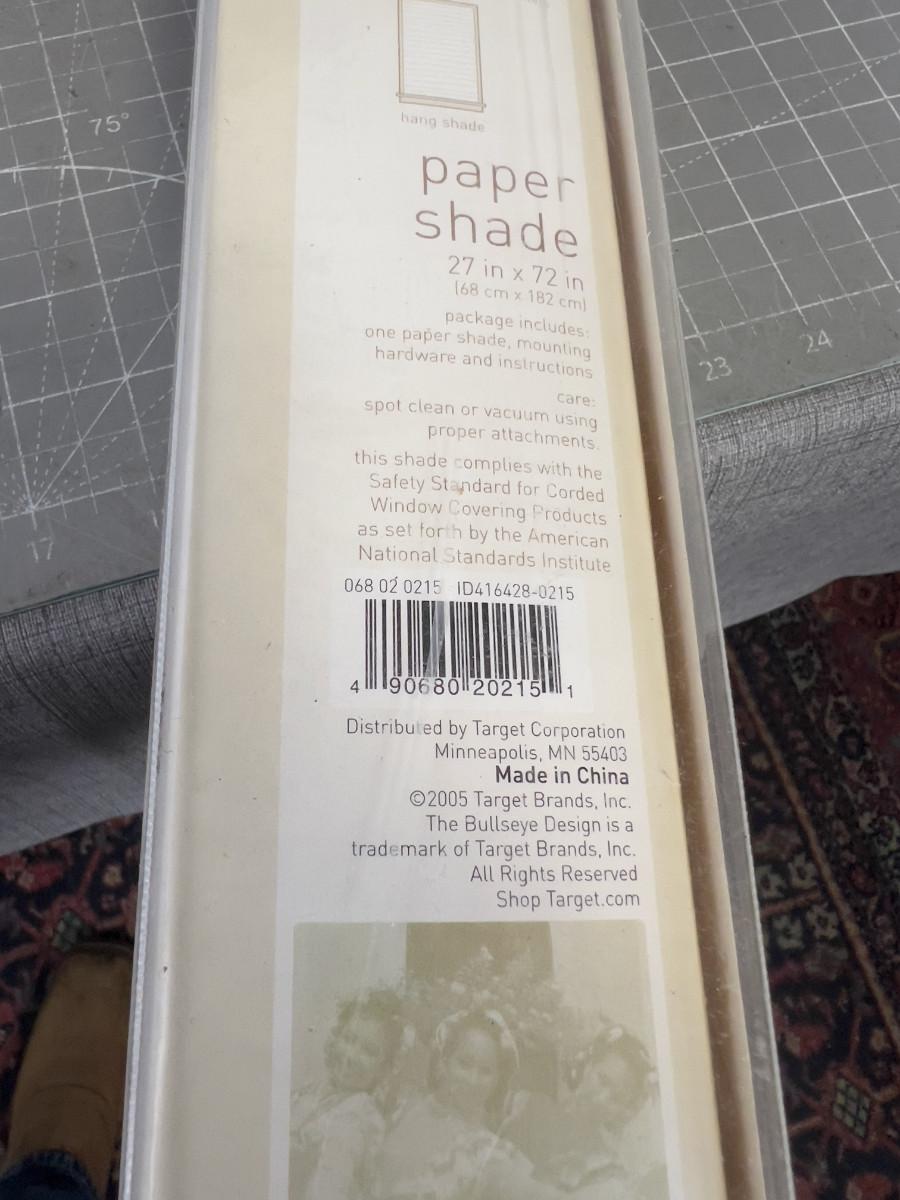 75°
hang shade
paper
shade
27 in x 72 in
(68 cm x 182 cm)
package includes:
one paper shade, mounting
hardware and instructions
care:
spot clean or vacuum using
proper attachments.
this shade complies with the
Safety Standard for Corded
Window Covering Products
as set forth by the American
National Standards Institute
23
24
068 02 0215 ID416428-0215
4 90680 20215 1
Distributed by Target Corporation
Minneapolis, MN 55403
Made in China
©2005 Target Brands, Inc.
The Bullseye Design is a
trademark of Target Brands, Inc.
All Rights Reserved
Shop Target.com